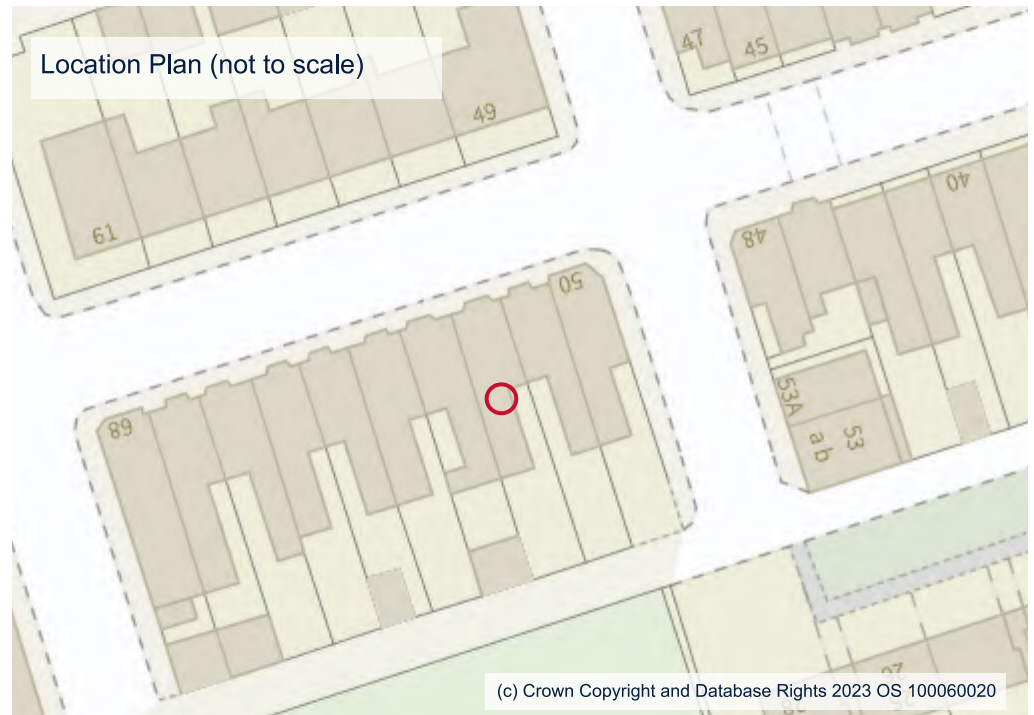 Location Plan (not to scale)
47
45
49
61
40
48
50
68
53A
53
a b
(c) Crown Copyright and Database Rights 2023 OS 100060020